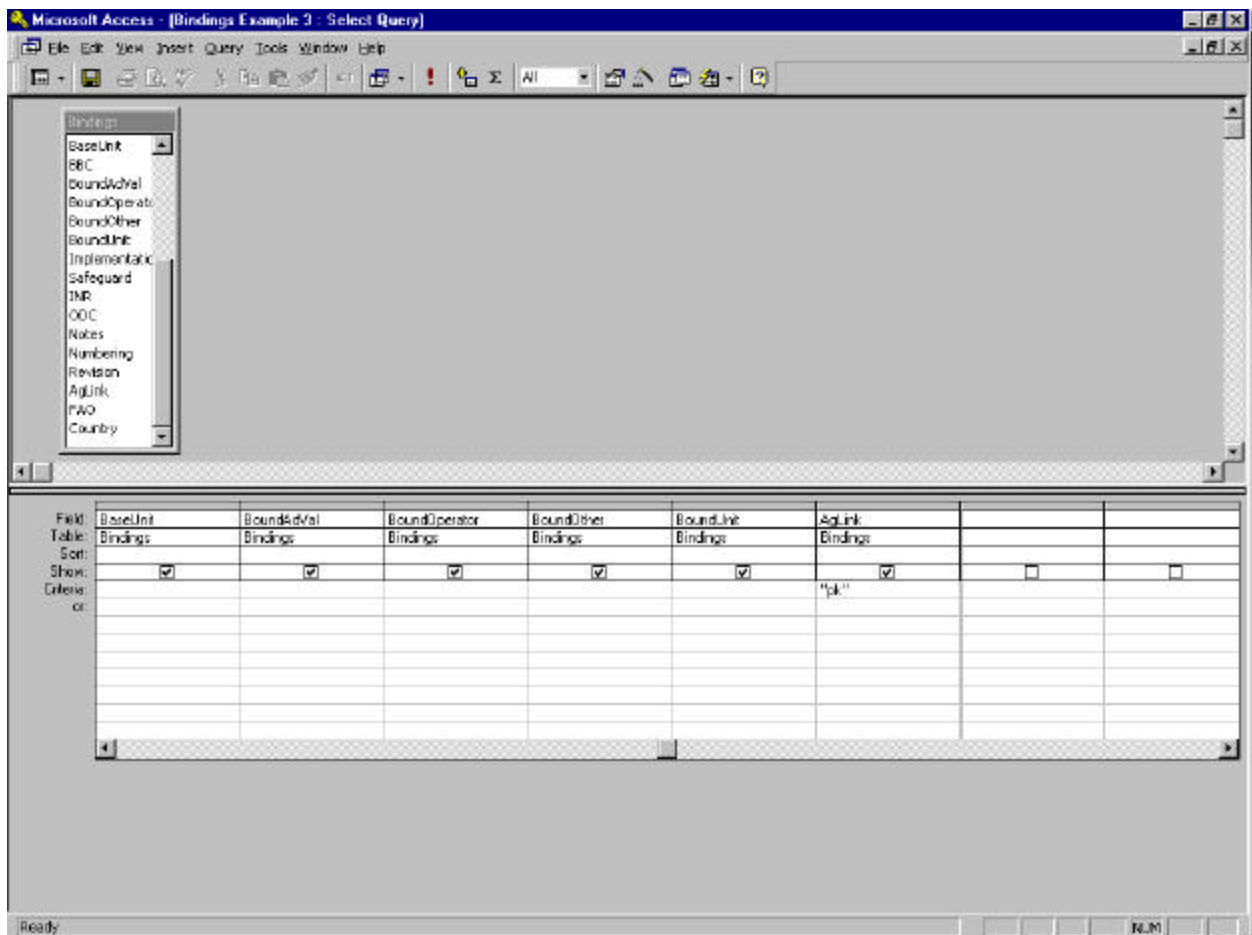 Microsoft Access - [Bindings Example 3 : Select Query]
File Edit View Insert Query Tools Window Help
All
Bindings
BaseUnit
BBC
BoundAdVal
BoundOperato
BoundOther
BoundUnit
Implementatic
Safeguard
INR
ODC
Notes
Numbering
Revision
AgLink
FAO
Country
Field: BaseUnit BoundAdVal BoundOperator BoundOther BoundUnit AgLink
Table: Bindings Bindings Bindings Bindings Bindings Bindings
Sort:
Show:
Criteria: "pk"
or:
Ready NUM